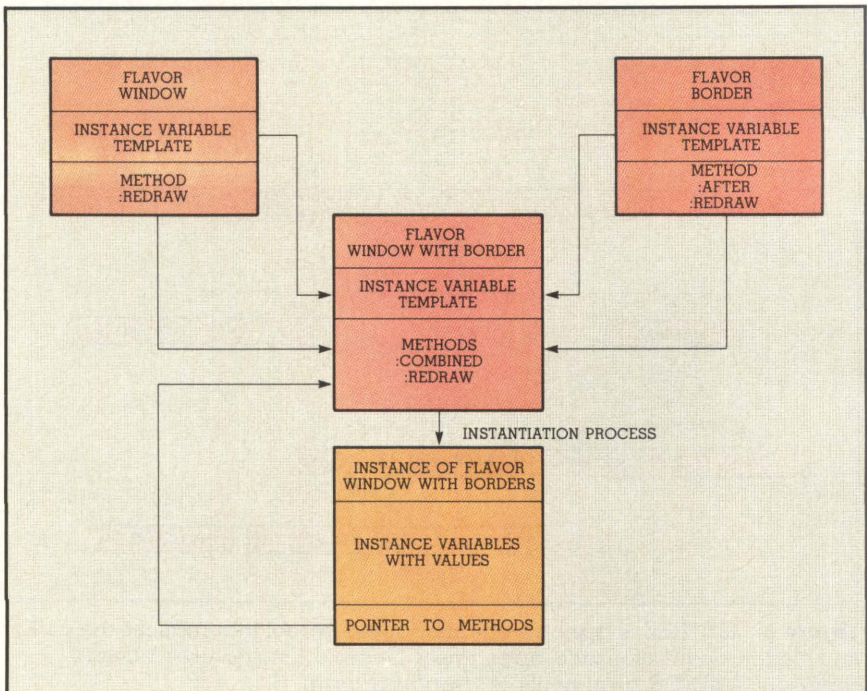 FLAVOR
WINDOW
INSTANCE VARIABLE
TEMPLATE
METHOD
:REDRAW
FLAVOR
BORDER
INSTANCE VARIABLE
TEMPLATE
METHOD
:AFTER
:REDRAW
FLAVOR
WINDOW WITH BORDER
INSTANCE VARIABLE
TEMPLATE
METHODS
:COMBINED
:REDRAW
INSTANTIATION PROCESS
INSTANCE OF FLAVOR
WINDOW WITH BORDERS
INSTANCE VARIABLES
WITH VALUES
POINTER TO METHODS